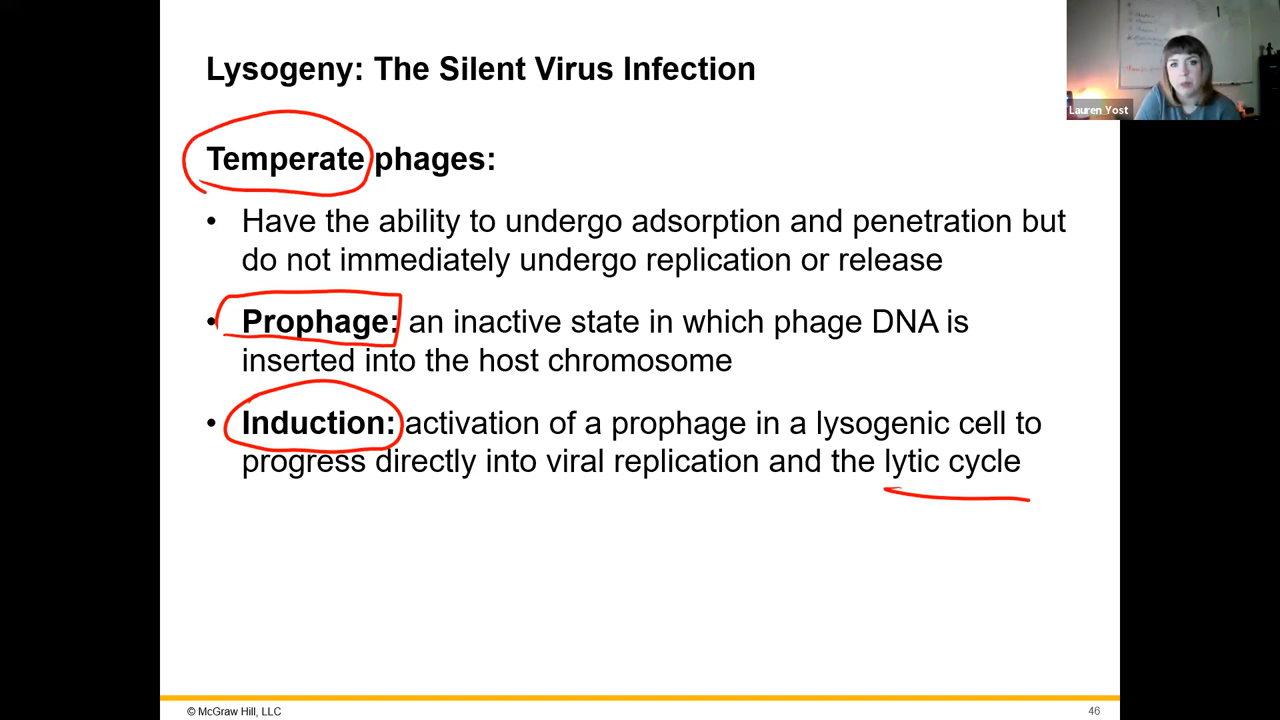 Lysogeny: The Silent Virus Infection
Lauren Yost
Temperate phages:
• Have the ability to undergo adsorption and penetration but
do not immediately undergo replication or release
• Prophage: an inactive state in which phage DNA is
inserted into the host chromosome
• Induction: activation of a prophage in a lysogenic cell to
progress directly into viral replication and the lytic cycle
© McGraw Hill, LLC
46